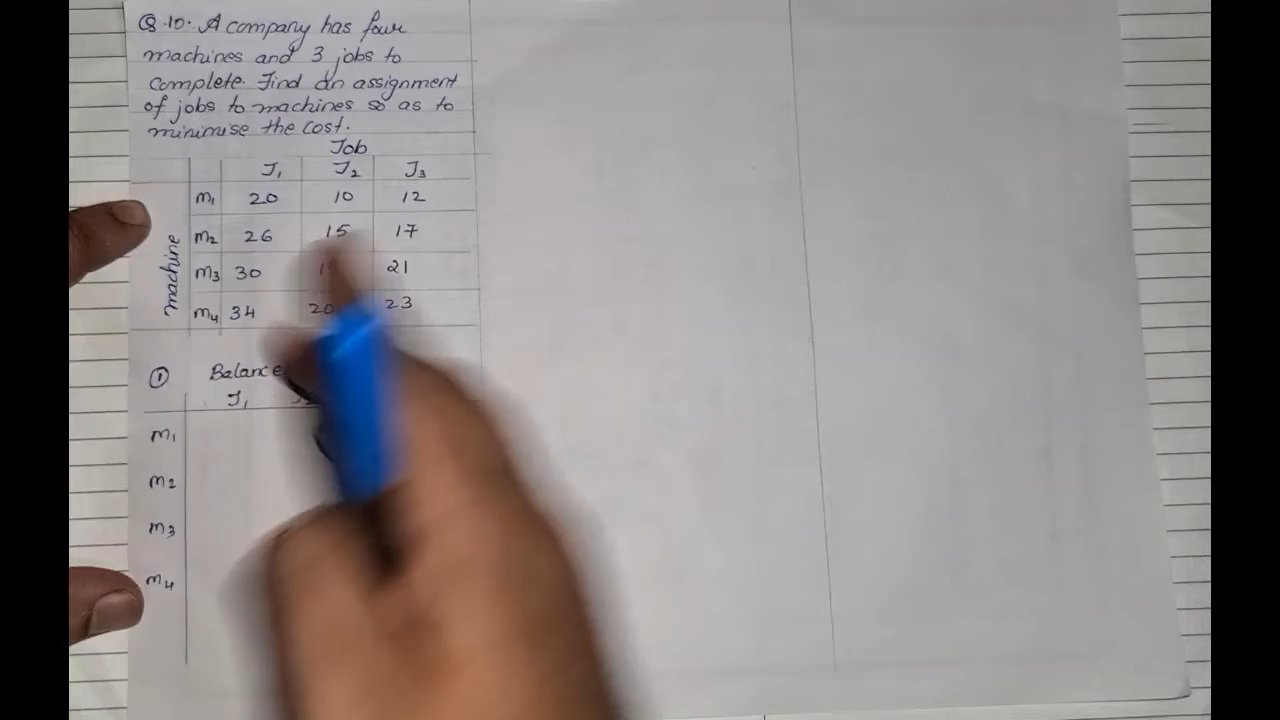 Q.10. A company has four
machines and 3 jobs to
complete. Find an assignment
of jobs to machines so as to
minimise the cost.
Job
J1 J2 J3
machine
M1 20 10 12
M2 26 15 17
M3 30 21
M4 34 20 23
① Balance
J1
M1
M2
M3
M4